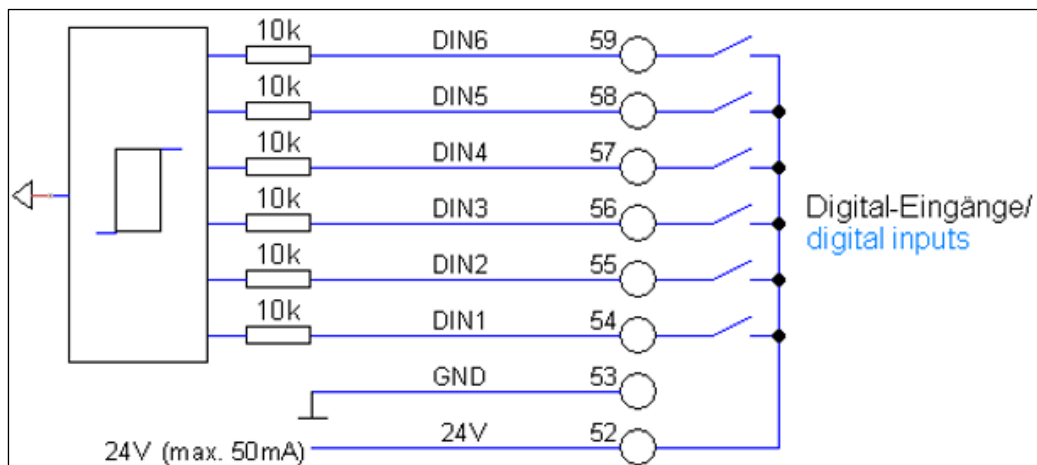 10k DIN6 59
10k DIN5 58
10k DIN4 57
10k DIN3 56
Digital-Eingänge/
digital inputs
10k DIN2 55
10k DIN1 54
GND 53
24V (max. 50mA) 24V 52